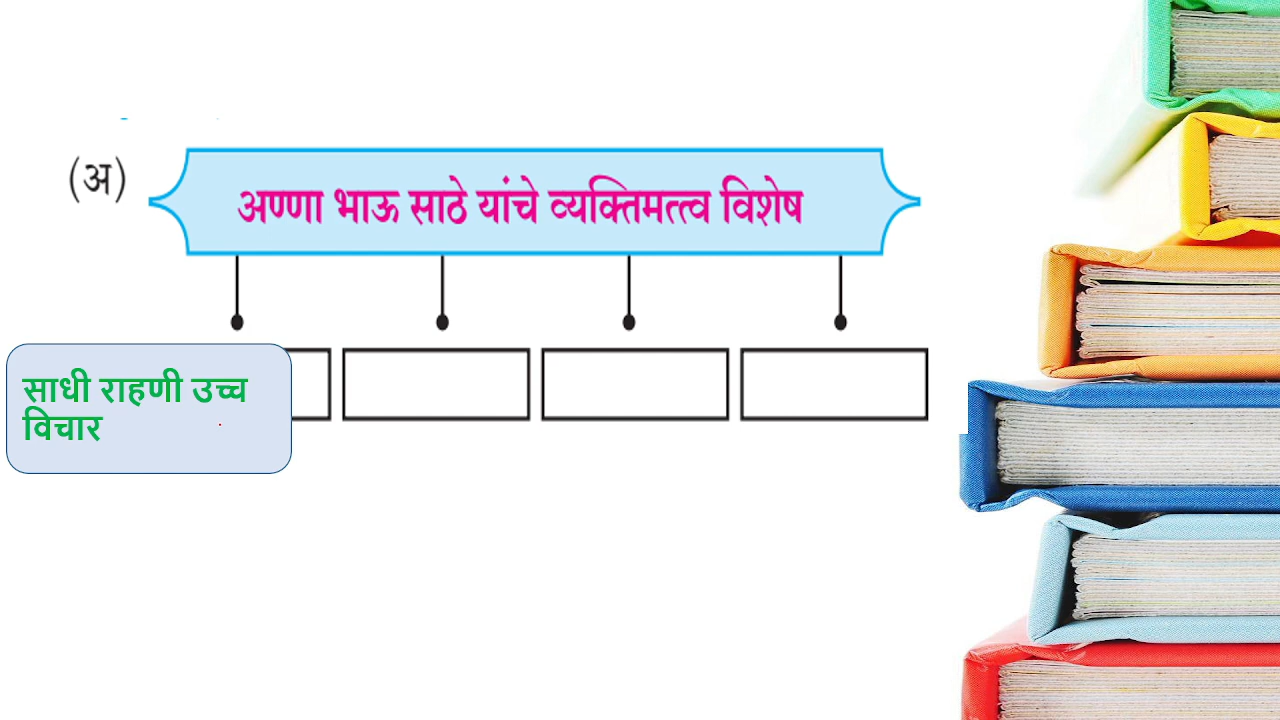 (अ)
अण्णा भाऊ साठे यांचे व्यक्तिमत्त्व विशेष
साधी राहणी उच्च
विचार